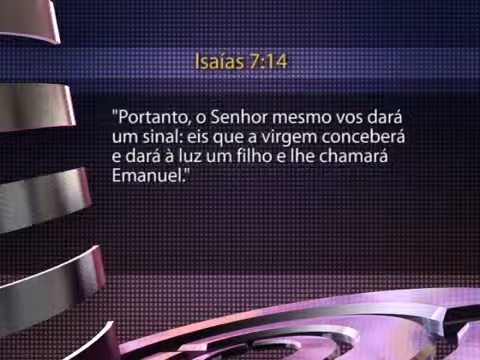 Isaías 7:14
"Portanto, o Senhor mesmo vos dará
um sinal: eis que a virgem conceberá
e dará à luz um filho e lhe chamará
Emanuel."